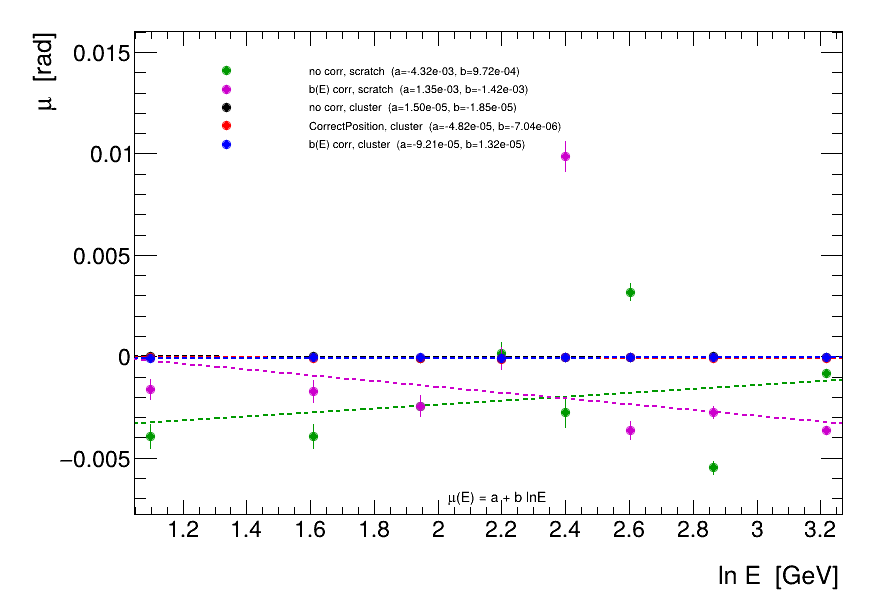 μ [rad]
0.015
0.01
0.005
0
−0.005
no corr, scratch (a=-4.32e-03, b=9.72e-04)
b(E) corr, scratch (a=1.35e-03, b=-1.42e-03)
no corr, cluster (a=1.50e-05, b=-1.85e-05)
CorrectPosition, cluster (a=-4.82e-05, b=-7.04e-06)
b(E) corr, cluster (a=-9.21e-05, b=1.32e-05)
μ(E) = a + b lnE
1.2 1.4 1.6 1.8 2 2.2 2.4 2.6 2.8 3 3.2
ln E [GeV]